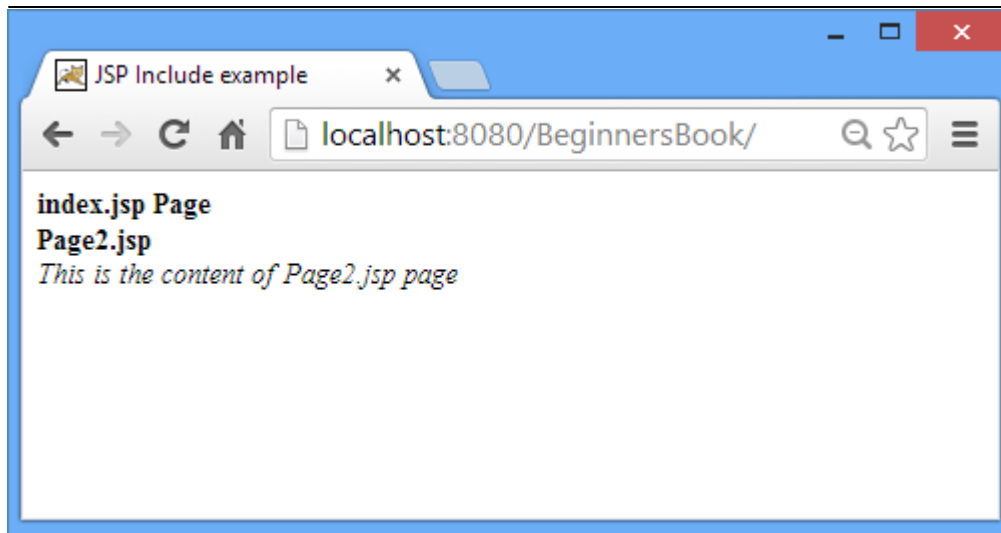 JSP Include example
localhost:8080/BeginnersBook/
index.jsp Page
Page2.jsp
This is the content of Page2.jsp page